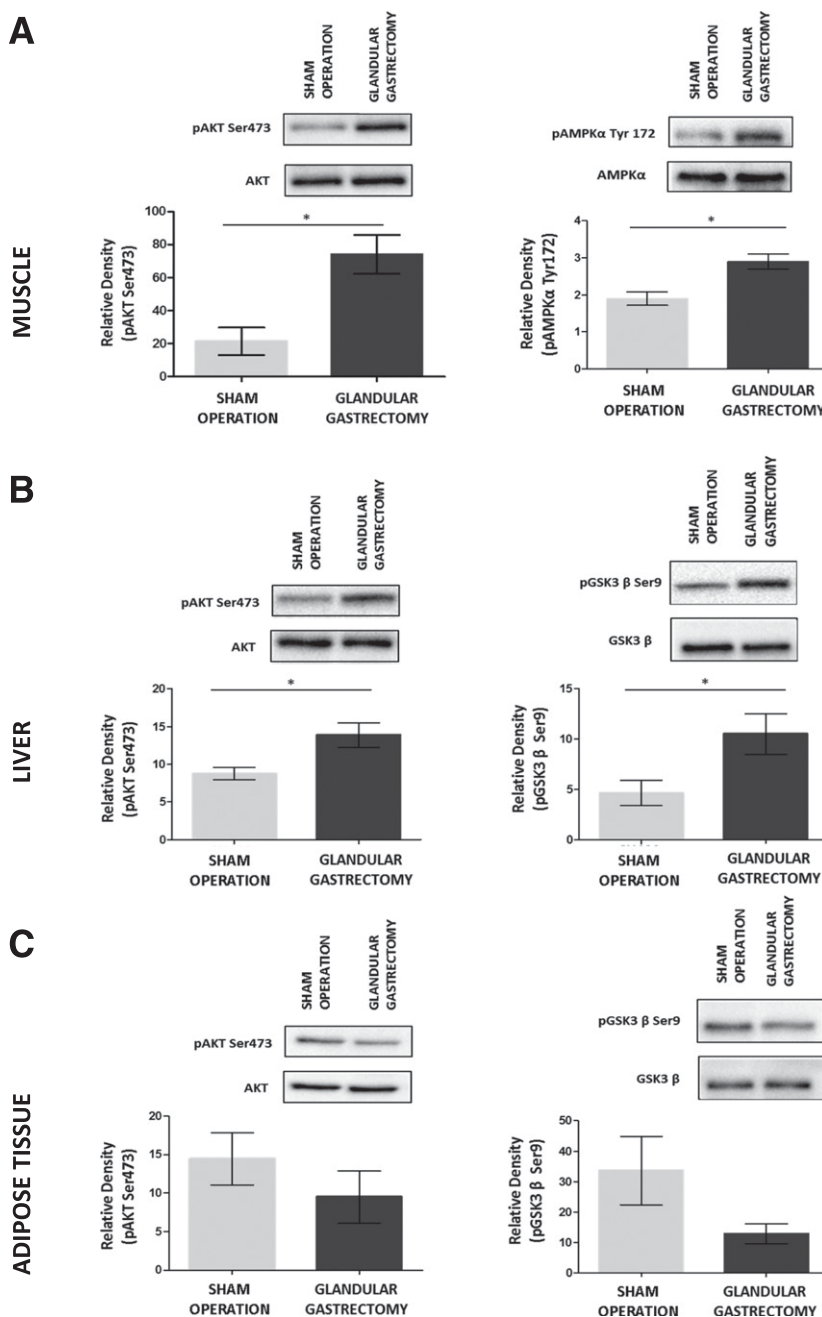 A
SHAM
OPERATION
GLANDULAR
GASTRECTOMY
pAKT Ser473
AKT
MUSCLE
Relative Density
(pAKT Ser473)
100
80
60
40
20
0
*
SHAM
OPERATION
GLANDULAR
GASTRECTOMY
SHAM
OPERATION
GLANDULAR
GASTRECTOMY
pAMPKα Tyr 172
AMPKα
Relative Density
(pAMPKα Tyr172)
4
3
2
1
0
*
SHAM
OPERATION
GLANDULAR
GASTRECTOMY
B
SHAM
OPERATION
GLANDULAR
GASTRECTOMY
pAKT Ser473
AKT
LIVER
Relative Density
(pAKT Ser473)
20
15
10
5
0
*
SHAM
OPERATION
GLANDULAR
GASTRECTOMY
SHAM
OPERATION
GLANDULAR
GASTRECTOMY
pGSK3 β Ser9
GSK3 β
Relative Density
(pGSK3 β Ser9)
15
10
5
0
*
SHAM
OPERATION
GLANDULAR
GASTRECTOMY
C
SHAM
OPERATION
GLANDULAR
GASTRECTOMY
pAKT Ser473
AKT
ADIPOSE TISSUE
Relative Density
(pAKT Ser473)
20
15
10
5
0
SHAM
OPERATION
GLANDULAR
GASTRECTOMY
SHAM
OPERATION
GLANDULAR
GASTRECTOMY
pGSK3 β Ser9
GSK3 β
Relative Density
(pGSK3 β Ser9)
50
40
30
20
10
0
SHAM
OPERATION
GLANDULAR
GASTRECTOMY